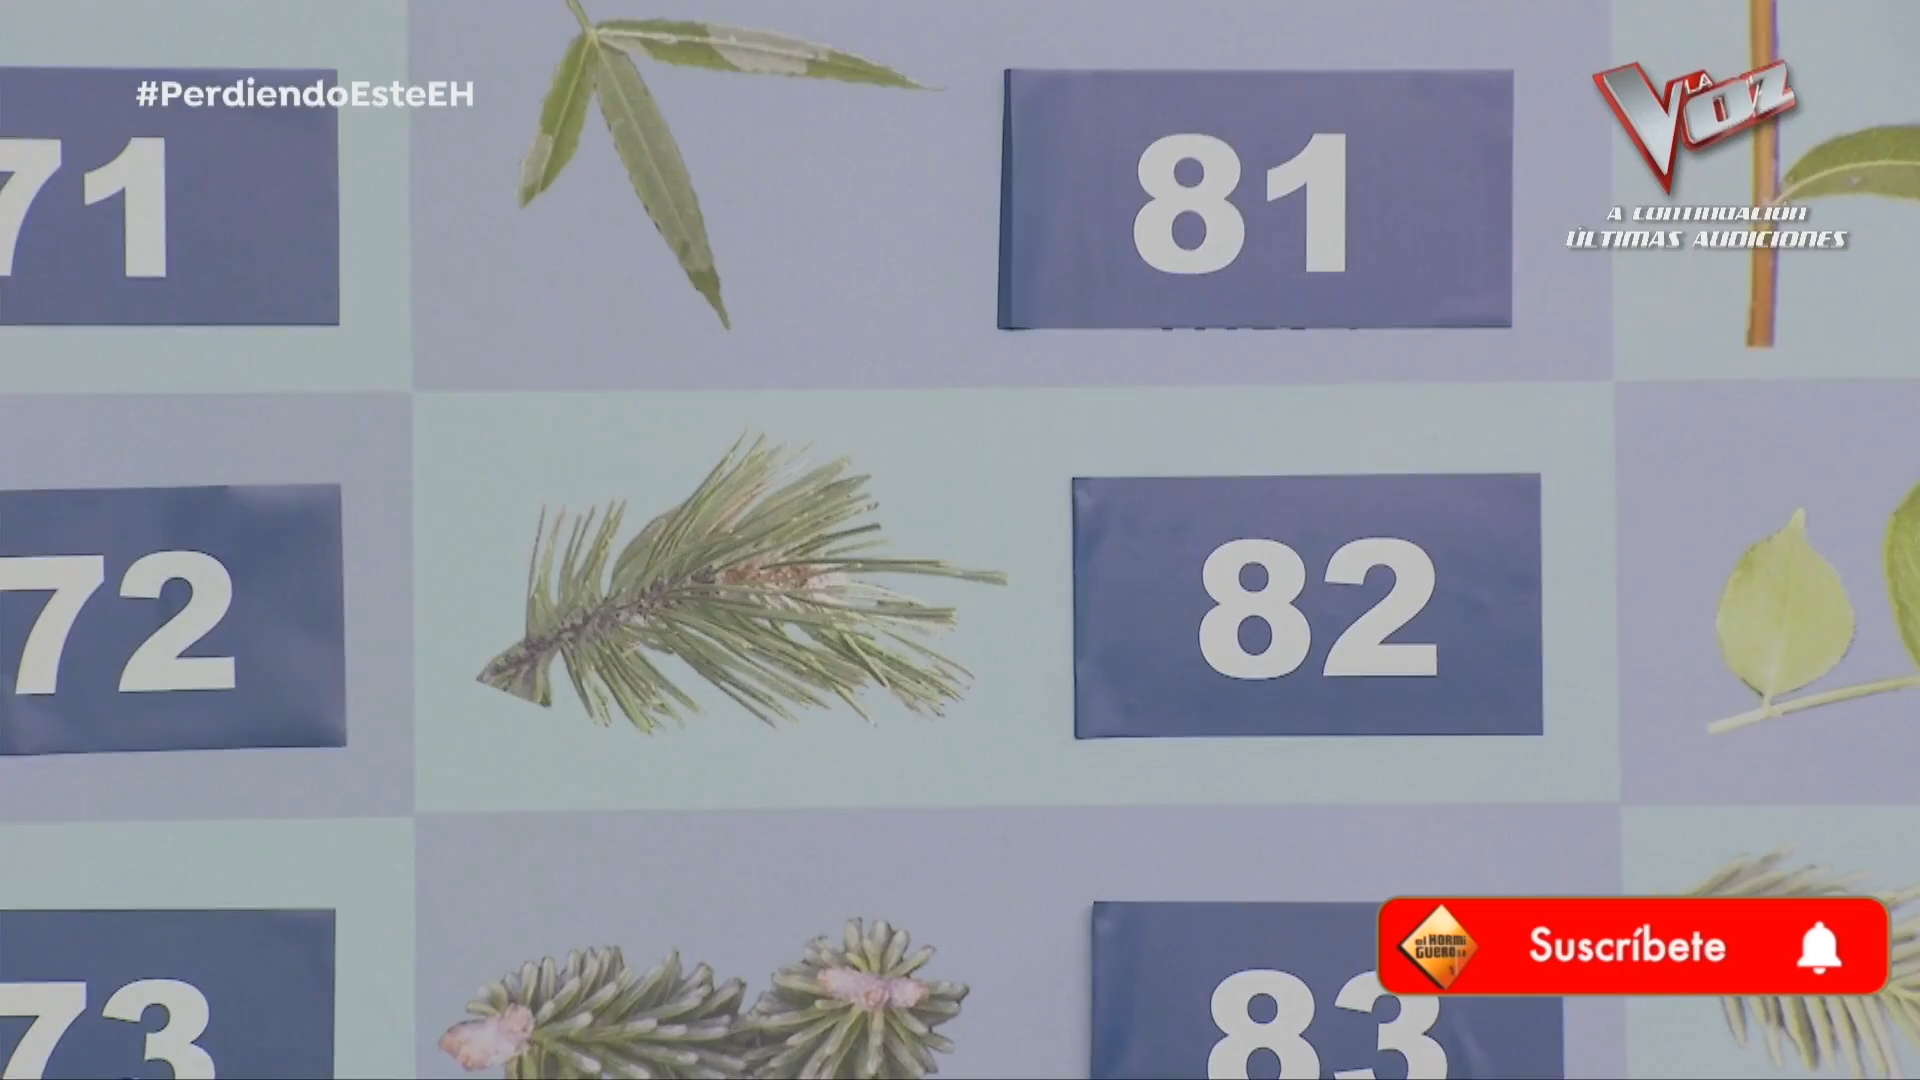 #PerdiendoEsteEH
71
81
LA VOZ
A CONTINUACIÓN
ÚLTIMAS AUDICIONES
72
82
73
83
el HORMIGUERO
Suscríbete